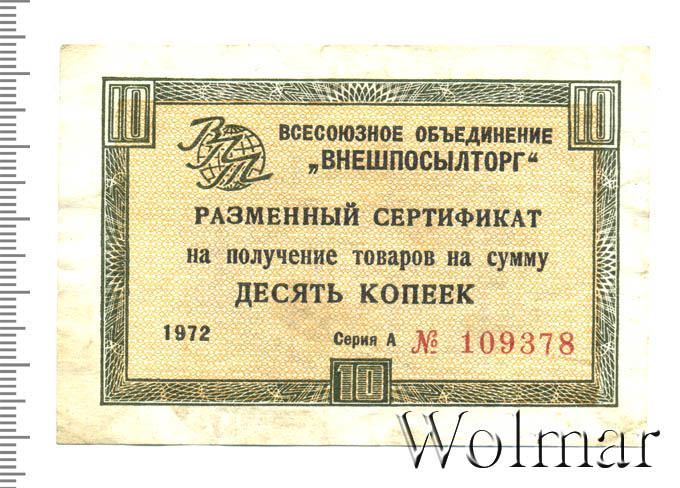 10 10
ВПТ
ВСЕСОЮЗНОЕ ОБЪЕДИНЕНИЕ
„ВНЕШПОСЫЛТОРГ“
РАЗМЕННЫЙ СЕРТИФИКАТ
на получение товаров на сумму
ДЕСЯТЬ КОПЕЕК
1972 Серия А № 109378
10
Wolmar